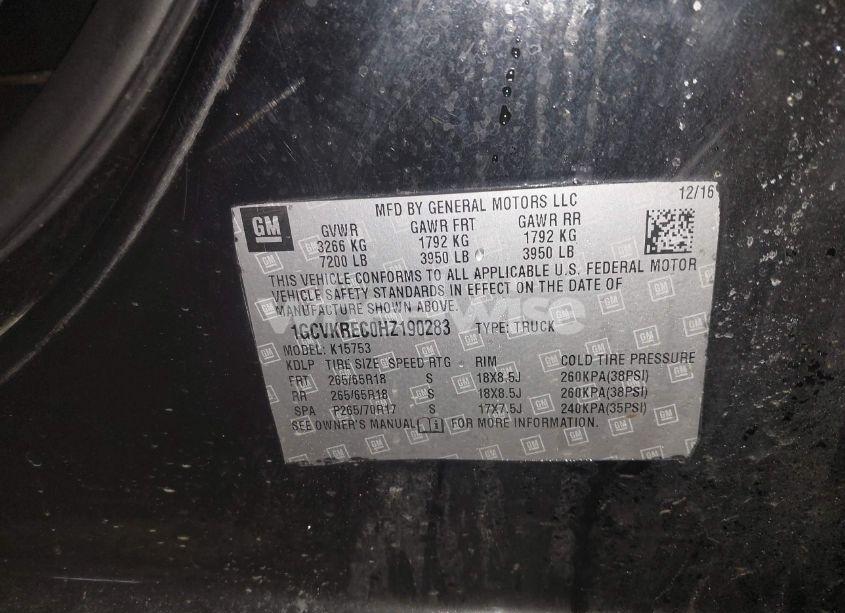 12/16
GM
MFD BY GENERAL MOTORS LLC
GVWR GAWR FRT GAWR RR
3266 KG 1792 KG 1792 KG
7200 LB 3950 LB 3950 LB
THIS VEHICLE CONFORMS TO ALL APPLICABLE U.S. FEDERAL MOTOR
VEHICLE SAFETY STANDARDS IN EFFECT ON THE DATE OF
MANUFACTURE SHOWN ABOVE.
1GCVKREC0HZ190283 TYPE: TRUCK
MODEL: K15753
KDLP TIRE SIZE SPEED RTG RIM COLD TIRE PRESSURE
FRT 265/65R18 S 18X8.5J 260KPA(38PSI)
RR 265/65R18 S 18X8.5J 260KPA(38PSI)
SPA P265/70R17 S 17X7.5J 240KPA(35PSI)
SEE OWNER'S MANUAL FOR MORE INFORMATION.